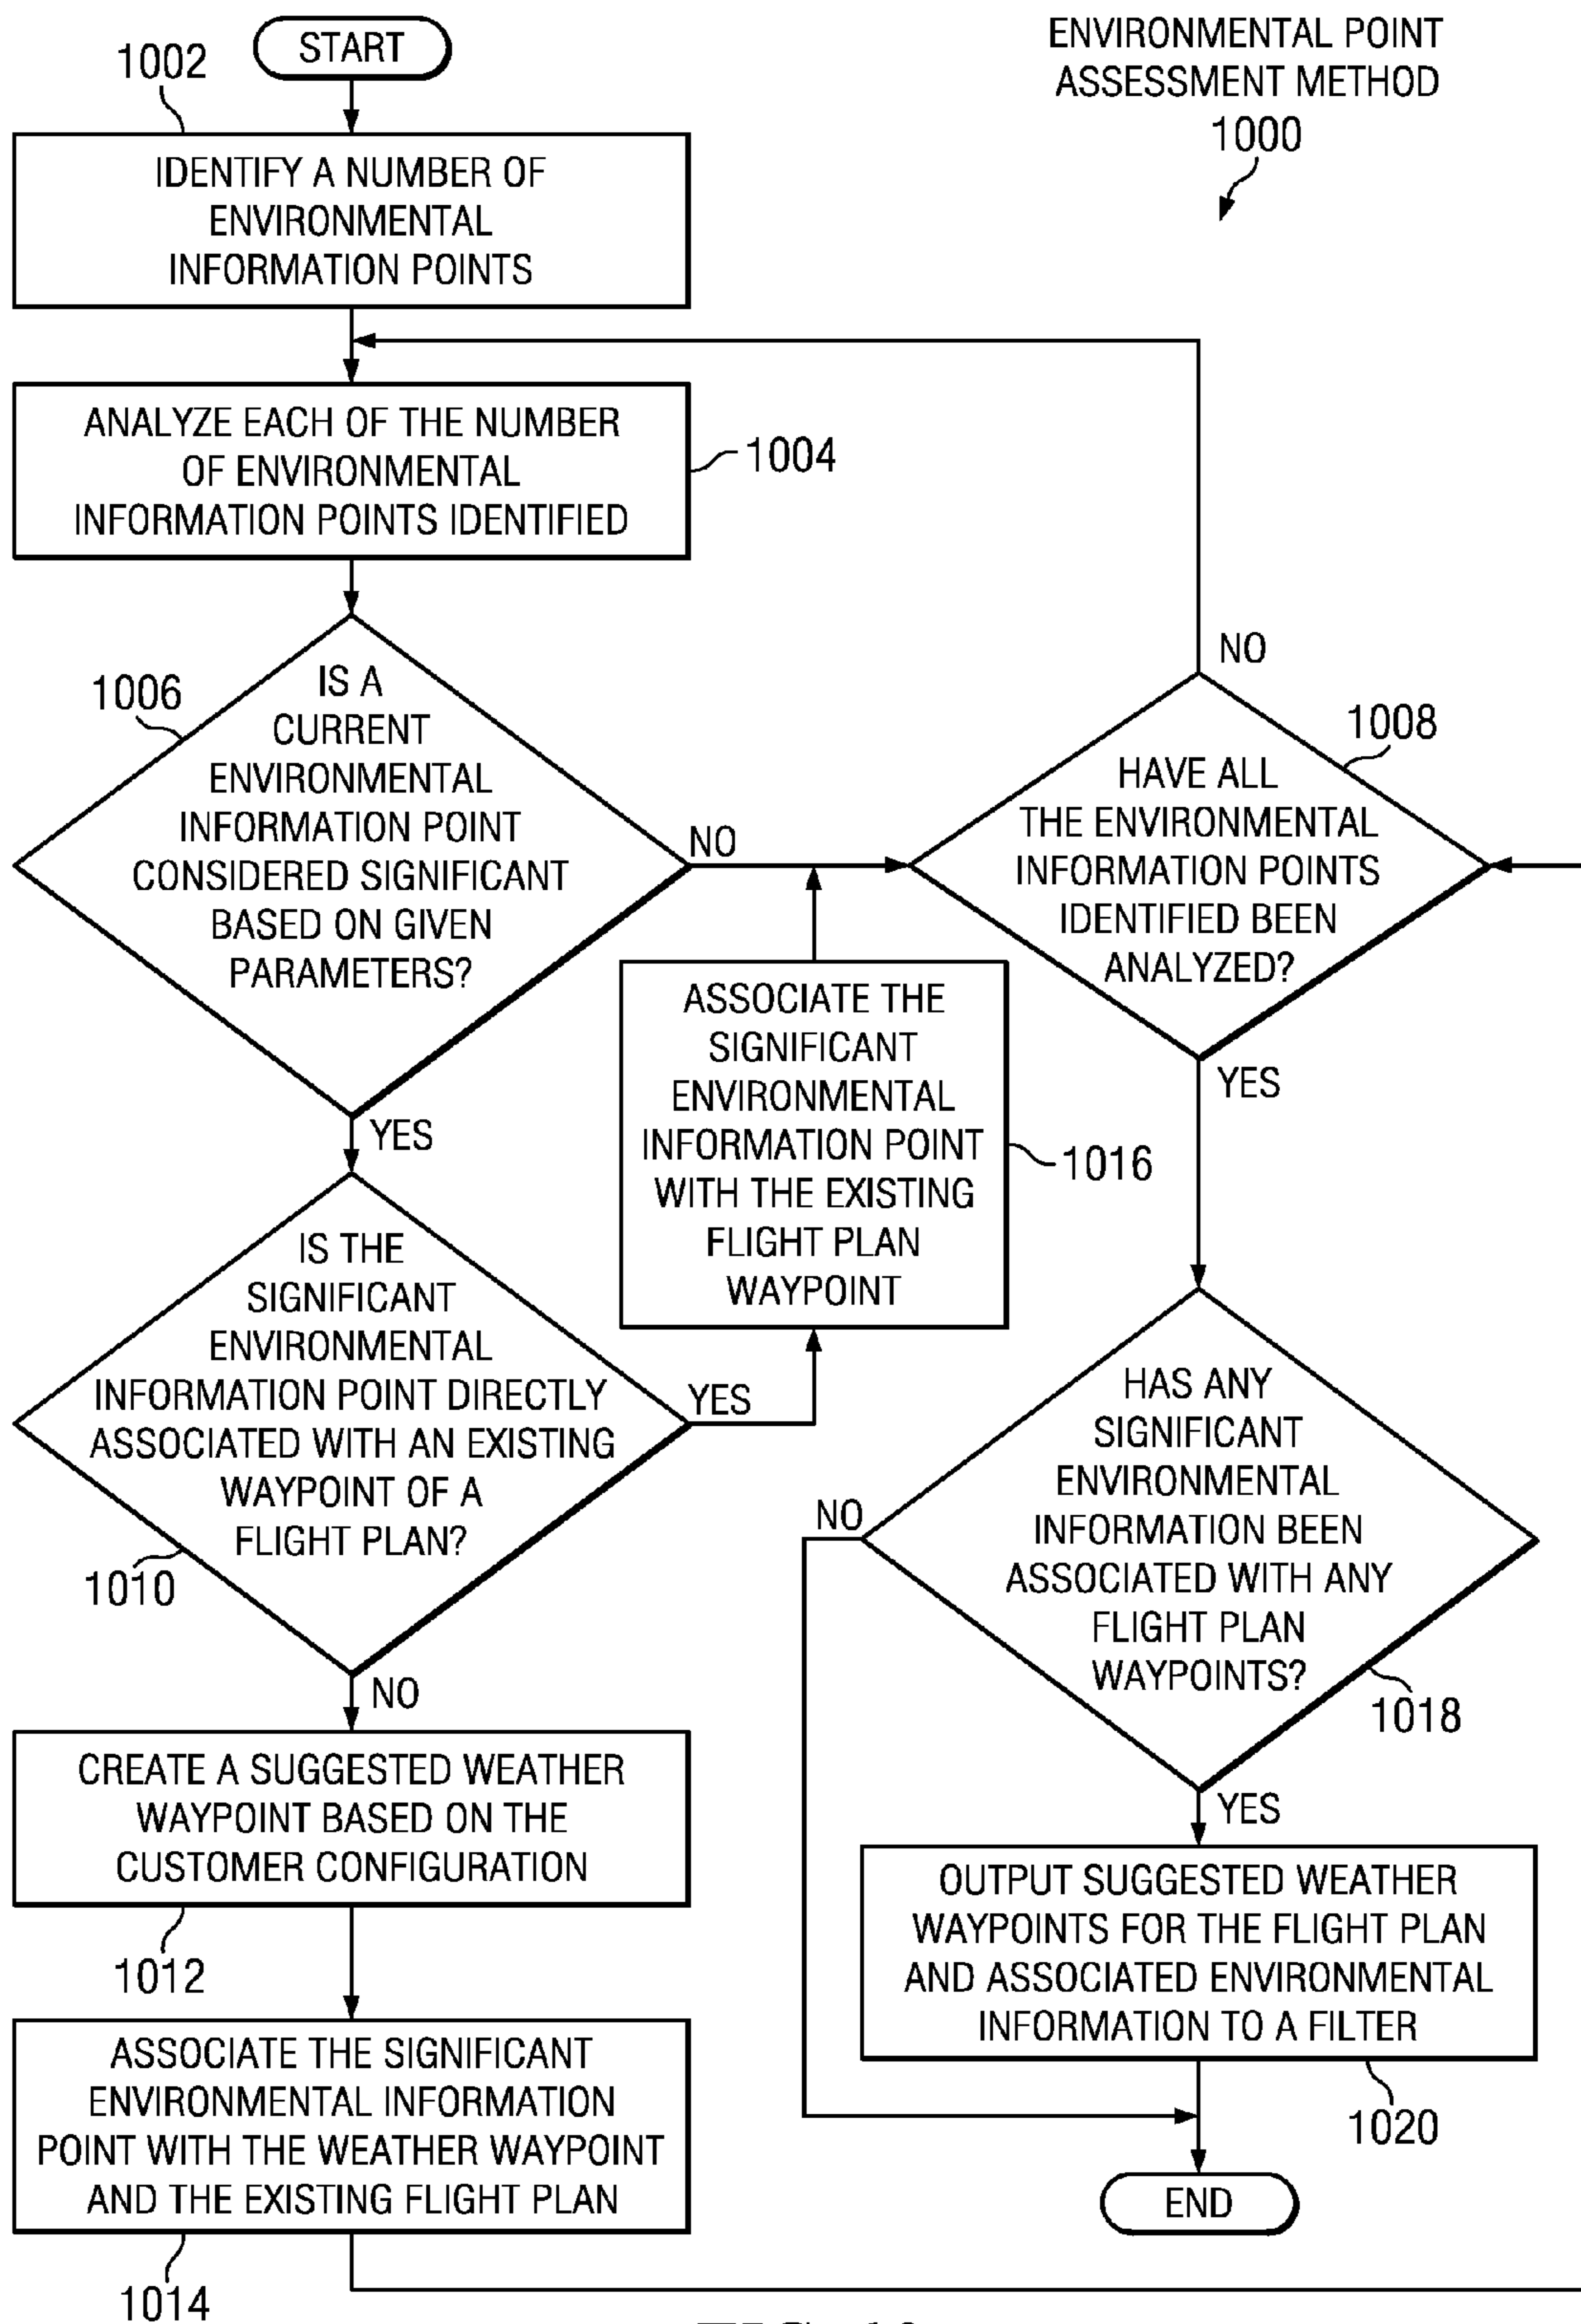 START
ENVIRONMENTAL POINT
ASSESSMENT METHOD
1000
1002
IDENTIFY A NUMBER OF
ENVIRONMENTAL
INFORMATION POINTS
ANALYZE EACH OF THE NUMBER
OF ENVIRONMENTAL
INFORMATION POINTS IDENTIFIED
1004
1006
IS A
CURRENT
ENVIRONMENTAL
INFORMATION POINT
CONSIDERED SIGNIFICANT
BASED ON GIVEN
PARAMETERS?
NO
YES
NO
1008
HAVE ALL
THE ENVIRONMENTAL
INFORMATION POINTS
IDENTIFIED BEEN
ANALYZED?
YES
ASSOCIATE THE
SIGNIFICANT
ENVIRONMENTAL
INFORMATION POINT
WITH THE EXISTING
FLIGHT PLAN
WAYPOINT
1016
IS THE
SIGNIFICANT
ENVIRONMENTAL
INFORMATION POINT DIRECTLY
ASSOCIATED WITH AN EXISTING
WAYPOINT OF A
FLIGHT PLAN?
YES
1010
NO
HAS ANY
SIGNIFICANT
ENVIRONMENTAL
INFORMATION BEEN
ASSOCIATED WITH ANY
FLIGHT PLAN
WAYPOINTS?
NO
1018
YES
CREATE A SUGGESTED WEATHER
WAYPOINT BASED ON THE
CUSTOMER CONFIGURATION
1012
OUTPUT SUGGESTED WEATHER
WAYPOINTS FOR THE FLIGHT PLAN
AND ASSOCIATED ENVIRONMENTAL
INFORMATION TO A FILTER
1020
ASSOCIATE THE SIGNIFICANT
ENVIRONMENTAL INFORMATION
POINT WITH THE WEATHER WAYPOINT
AND THE EXISTING FLIGHT PLAN
1014
END